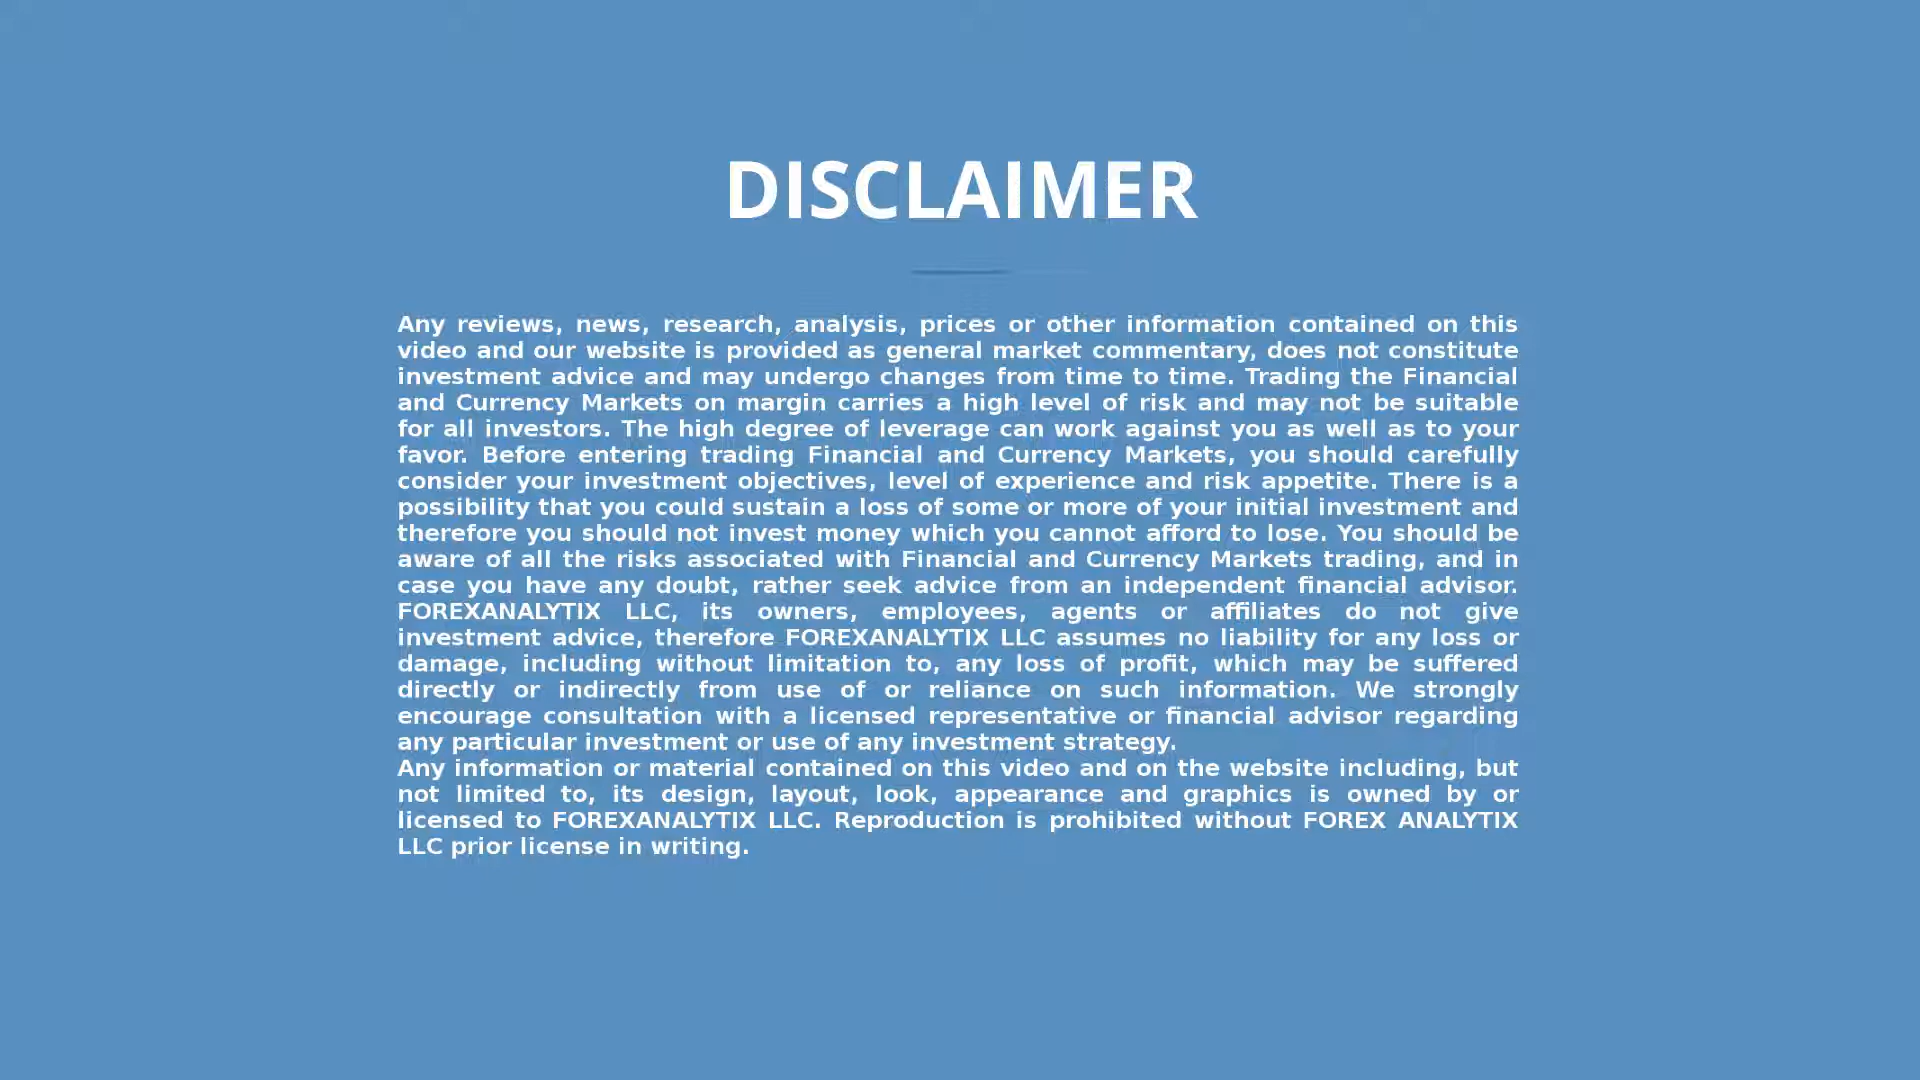 DISCLAIMER
Any reviews, news, research, analysis, prices or other information contained on this
video and our website is provided as general market commentary, does not constitute
investment advice and may undergo changes from time to time. Trading the Financial
and Currency Markets on margin carries a high level of risk and may not be suitable
for all investors. The high degree of leverage can work against you as well as to your
favor. Before entering trading Financial and Currency Markets, you should carefully
consider your investment objectives, level of experience and risk appetite. There is a
possibility that you could sustain a loss of some or more of your initial investment and
therefore you should not invest money which you cannot afford to lose. You should be
aware of all the risks associated with Financial and Currency Markets trading, and in
case you have any doubt, rather seek advice from an independent financial advisor.
FOREXANALYTIX LLC, its owners, employees, agents or affiliates do not give
investment advice, therefore FOREXANALYTIX LLC assumes no liability for any loss or
damage, including without limitation to, any loss of profit, which may be suffered
directly or indirectly from use of or reliance on such information. We strongly
encourage consultation with a licensed representative or financial advisor regarding
any particular investment or use of any investment strategy.
Any information or material contained on this video and on the website including, but
not limited to, its design, layout, look, appearance and graphics is owned by or
licensed to FOREXANALYTIX LLC. Reproduction is prohibited without FOREX ANALYTIX
LLC prior license in writing.